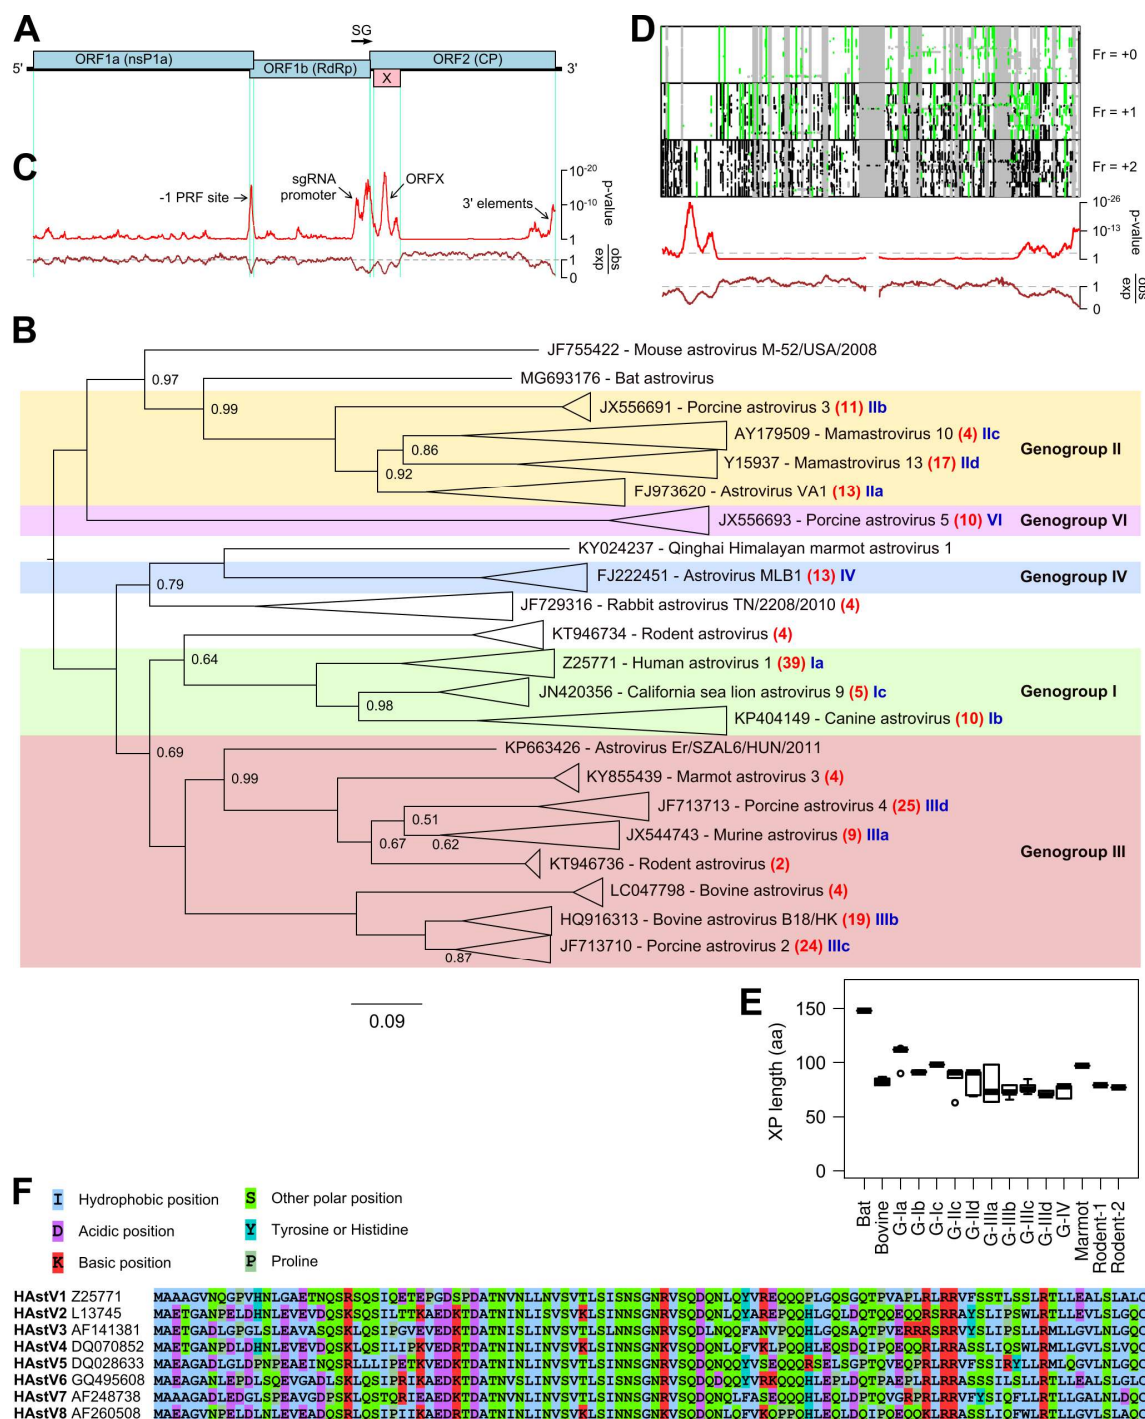 A
SG
ORF1a (nsP1a)
ORF2 (CP)
5'
ORF1b (RdRp)
3'
X
C
-1 PRF site
sgRNA promoter
ORFX
3' elements
10-20
10-10
1
p-value
1
0
obs
exp
D
Fr = +0
Fr = +1
Fr = +2
10-26
10-13
1
p-value
1
0
obs
exp
B
JF755422 - Mouse astrovirus M-52/USA/2008
0.97
MG693176 - Bat astrovirus
0.99
JX556691 - Porcine astrovirus 3 (11) IIb
AY179509 - Mamastrovirus 10 (4) IIc
0.86
Genogroup II
Y15937 - Mamastrovirus 13 (17) IId
0.92
FJ973620 - Astrovirus VA1 (13) IIa
JX556693 - Porcine astrovirus 5 (10) VI
Genogroup VI
KY024237 - Qinghai Himalayan marmot astrovirus 1
FJ222451 - Astrovirus MLB1 (13) IV
Genogroup IV
0.79
JF729316 - Rabbit astrovirus TN/2208/2010 (4)
KT946734 - Rodent astrovirus (4)
0.64
Z25771 - Human astrovirus 1 (39) Ia
JN420356 - California sea lion astrovirus 9 (5) Ic
Genogroup I
0.98
KP404149 - Canine astrovirus (10) Ib
0.69
KP663426 - Astrovirus Er/SZAL6/HUN/2011
0.99
KY855439 - Marmot astrovirus 3 (4)
JF713713 - Porcine astrovirus 4 (25) IIId
0.51
JX544743 - Murine astrovirus (9) IIIa
0.67
0.62
Genogroup III
KT946736 - Rodent astrovirus (2)
LC047798 - Bovine astrovirus (4)
HQ916313 - Bovine astrovirus B18/HK (19) IIIb
JF713710 - Porcine astrovirus 2 (24) IIIc
0.87
0.09
E
XP length (aa)
150
100
50
0
Bat
Bovine
G-Ia
G-Ib
G-Ic
G-IIc
G-IId
G-IIIa
G-IIIb
G-IIIc
G-IIId
G-IV
Marmot
Rodent-1
Rodent-2
F
I Hydrophobic position
S Other polar position
D Acidic position
Y Tyrosine or Histidine
K Basic position
P Proline
HAstV1 Z25771
HAstV2 L13745
HAstV3 AF141381
HAstV4 DQ070852
HAstV5 DQ028633
HAstV6 GQ495608
HAstV7 AF248738
HAstV8 AF260508